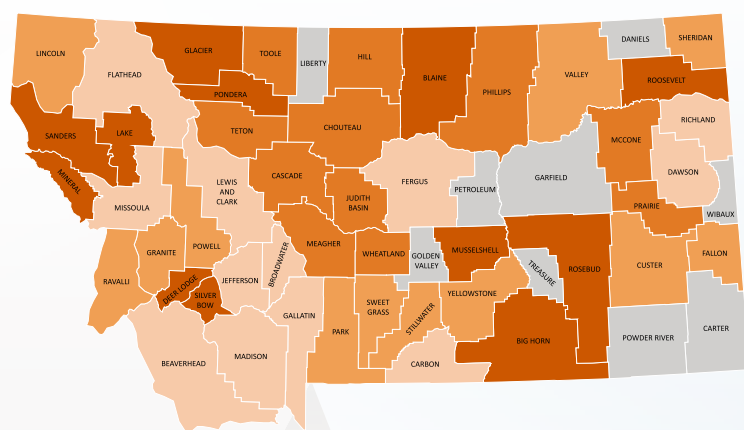 LINCOLN
FLATHEAD
GLACIER
TOOLE
LIBERTY
HILL
BLAINE
PHILLIPS
VALLEY
DANIELS
SHERIDAN
ROOSEVELT
PONDERA
SANDERS
LAKE
TETON
CHOUTEAU
MCCONE
RICHLAND
MINERAL
MISSOULA
LEWIS
AND
CLARK
CASCADE
JUDITH
BASIN
FERGUS
PETROLEUM
GARFIELD
DAWSON
PRAIRIE
WIBAUX
RAVALLI
GRANITE
POWELL
BROADWATER
MEAGHER
WHEATLAND
GOLDEN
VALLEY
MUSSELSHELL
TREASURE
ROSEBUD
CUSTER
FALLON
DEER LODGE
SILVER
BOW
JEFFERSON
GALLATIN
PARK
SWEET
GRASS
STILLWATER
YELLOWSTONE
BIG HORN
POWDER RIVER
CARTER
BEAVERHEAD
MADISON
CARBON